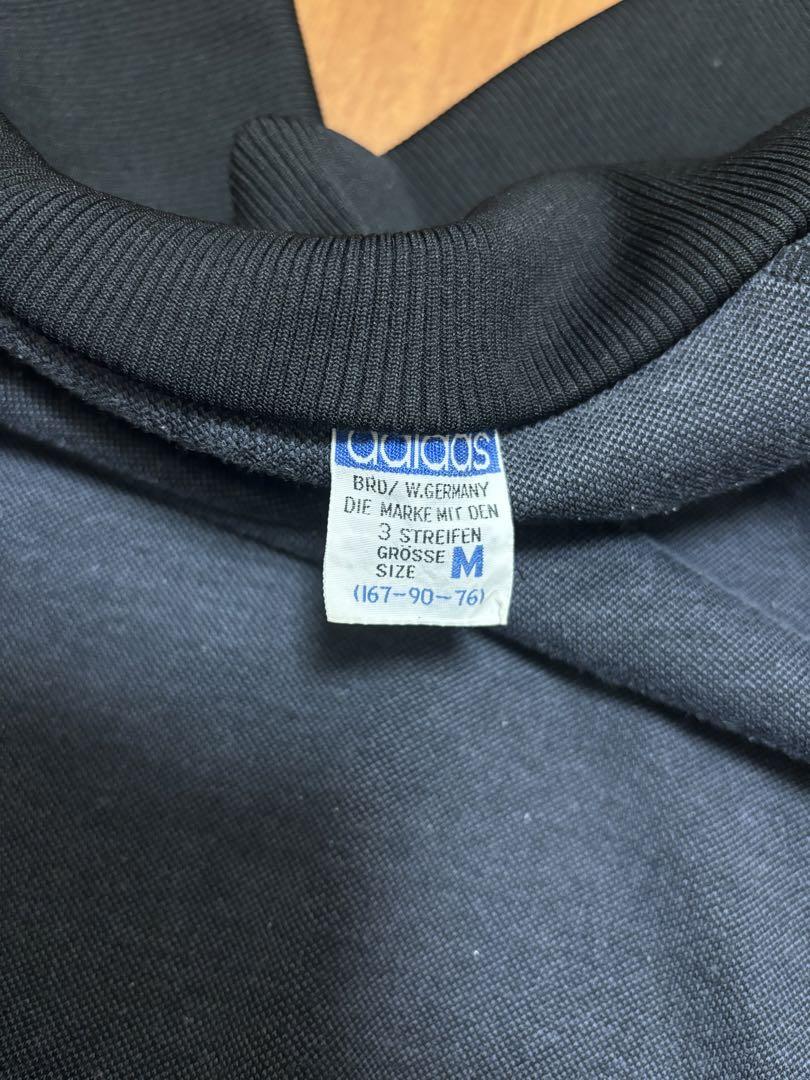 adidas
BRD/ W.GERMANY
DIE MARKE MIT DEN
3 STREIFEN
GRÖSSE M
SIZE
(167-90-76)